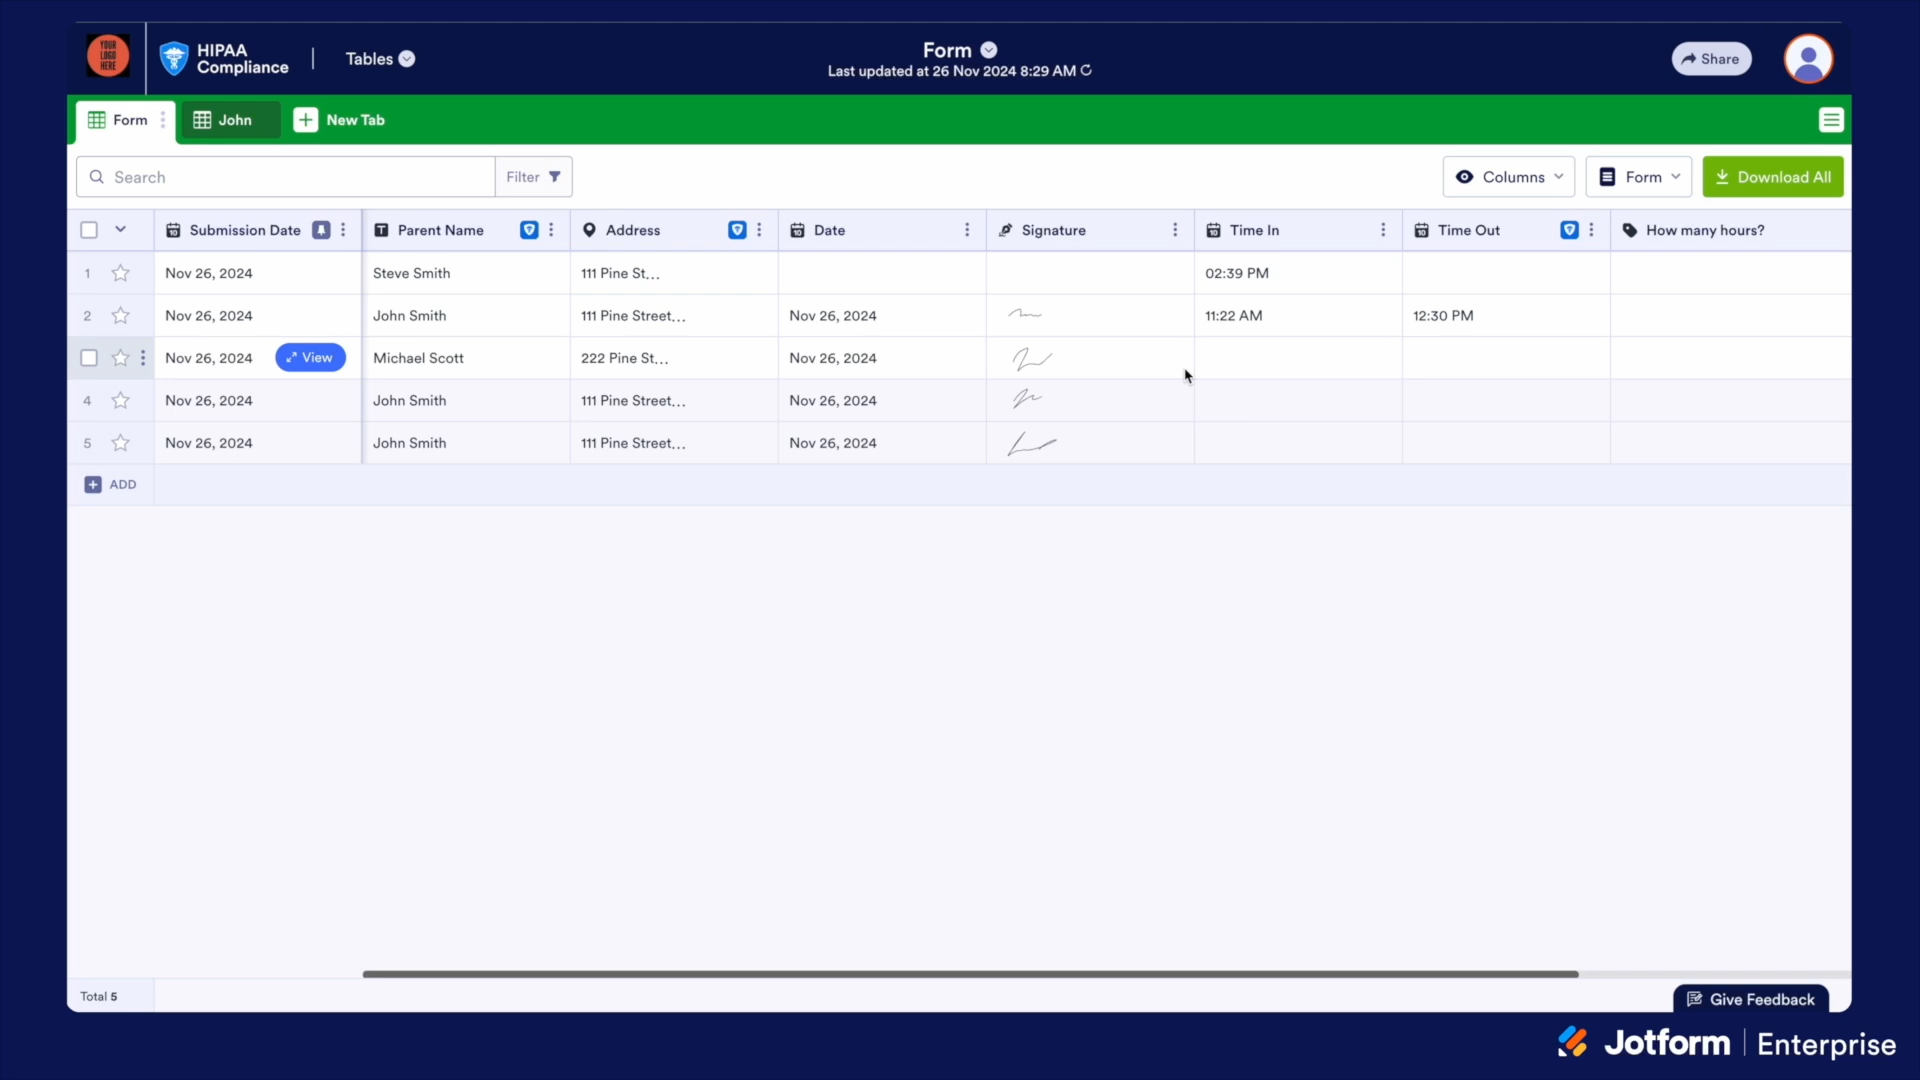 YOUR
LOGO
HERE
HIPAA
Compliance
Tables
Form
Last updated at 26 Nov 2024 8:29 AM
Share
Form
John
New Tab
Search
Filter
Columns
Form
Download All
Submission Date
Parent Name
Address
Date
Signature
Time In
Time Out
How many hours?
1 Nov 26, 2024 Steve Smith 111 Pine St... 02:39 PM
2 Nov 26, 2024 John Smith 111 Pine Street... Nov 26, 2024 11:22 AM 12:30 PM
Nov 26, 2024 View Michael Scott 222 Pine St... Nov 26, 2024
4 Nov 26, 2024 John Smith 111 Pine Street... Nov 26, 2024
5 Nov 26, 2024 John Smith 111 Pine Street... Nov 26, 2024
ADD
Total 5
Give Feedback
Jotform Enterprise